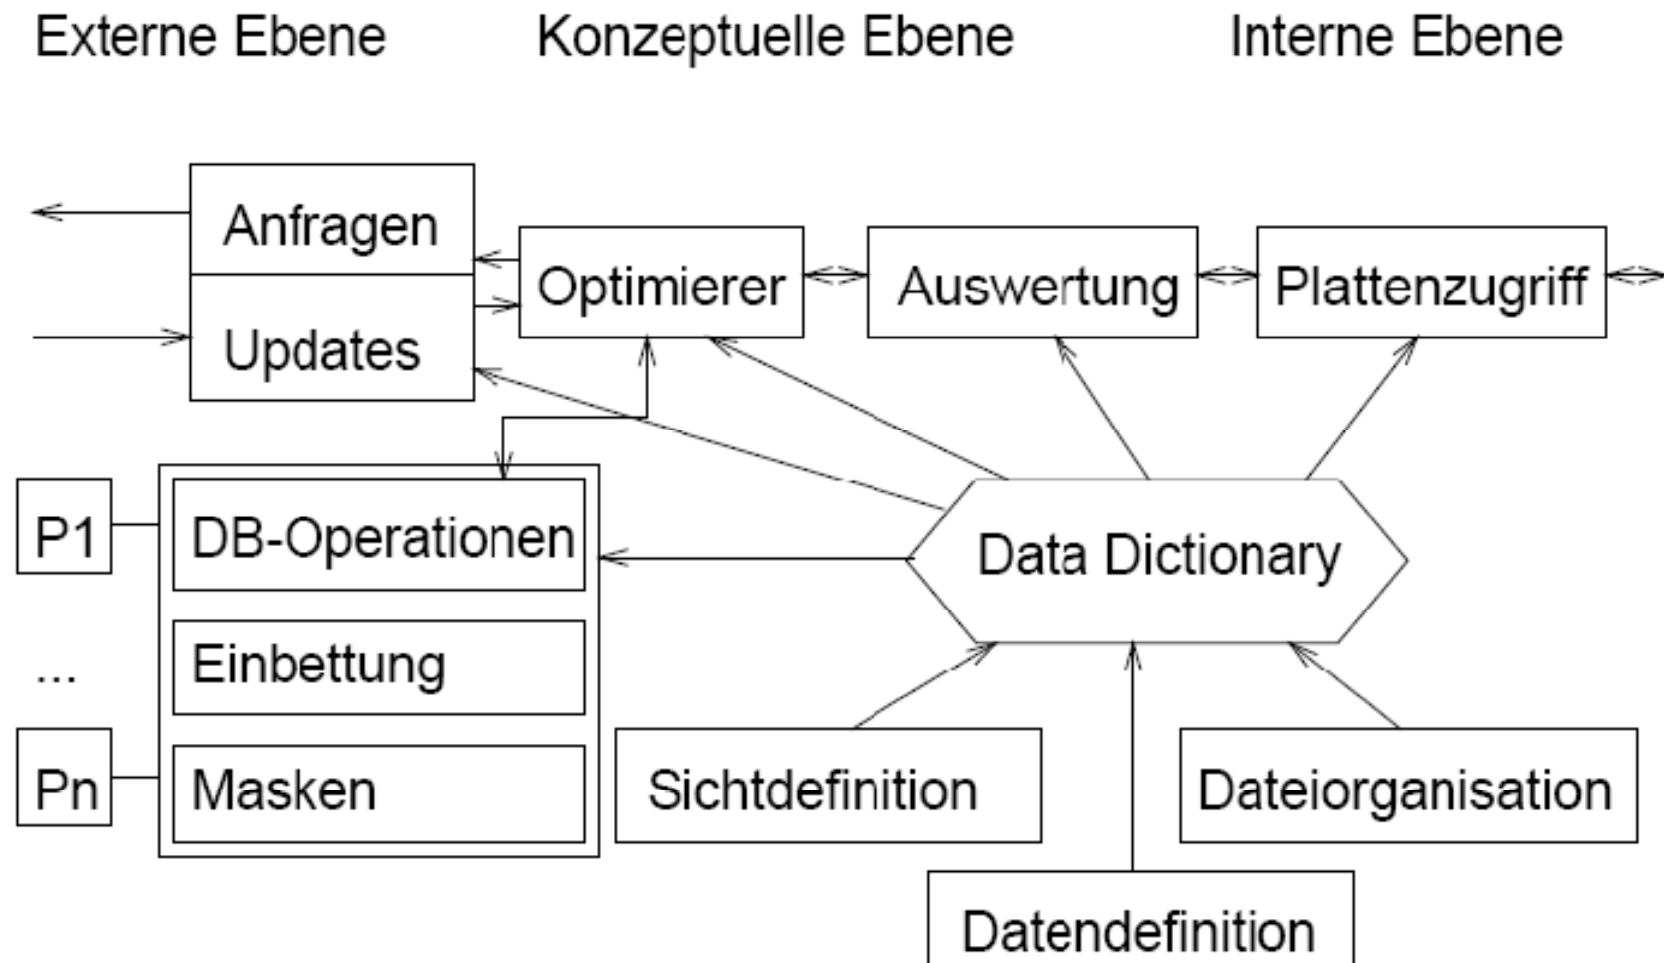 Externe Ebene
Konzeptuelle Ebene
Interne Ebene
Anfragen
Updates
Optimierer
Auswertung
Plattenzugriff
P1
...
Pn
DB-Operationen
Einbettung
Masken
Data Dictionary
Sichtdefinition
Dateiorganisation
Datendefinition